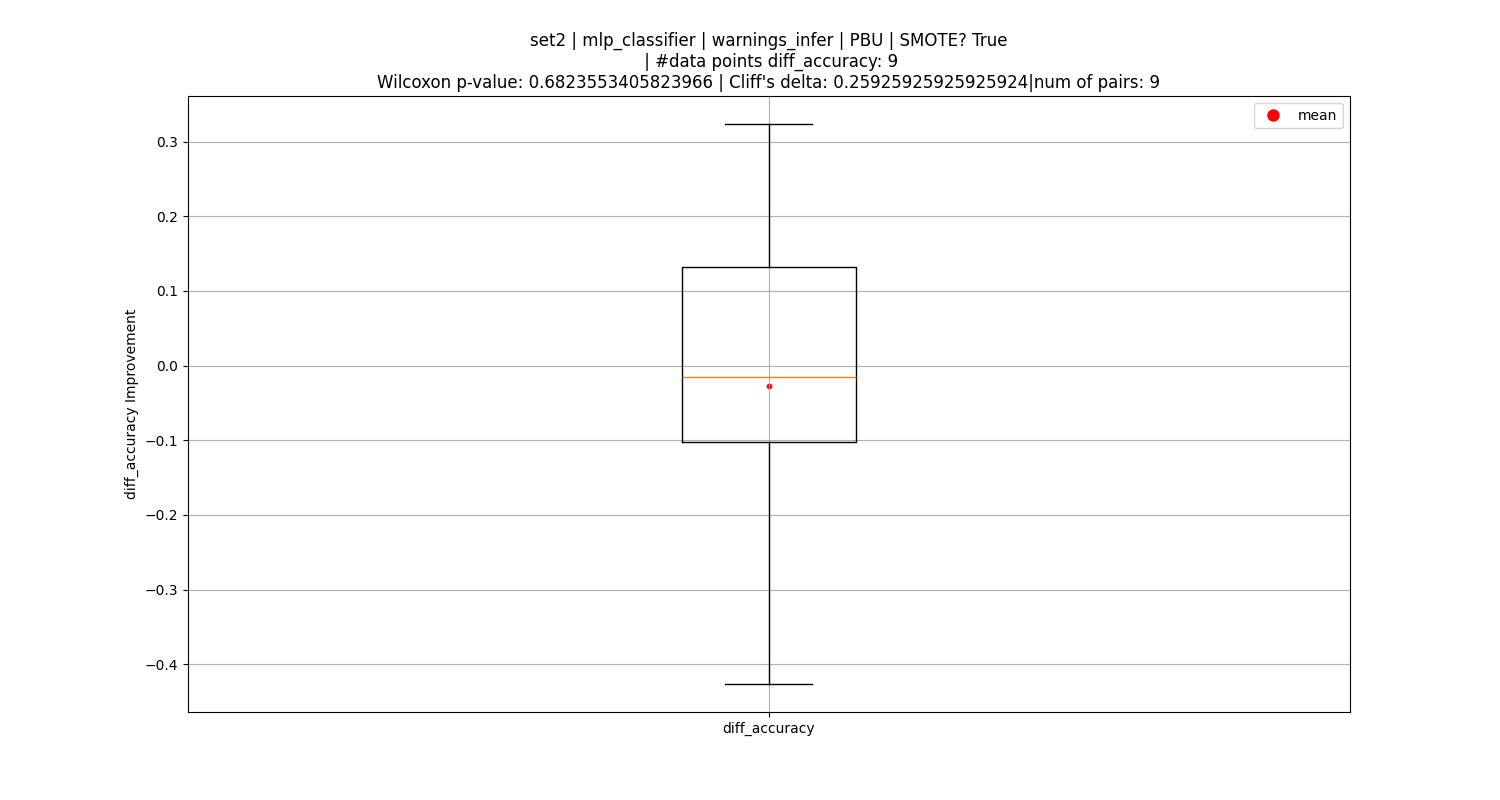 set2 | mlp_classifier | warnings_infer | PBU | SMOTE? True
| #data points diff_accuracy: 9
Wilcoxon p-value: 0.6823553405823966 | Cliff's delta: 0.25925925925925924|num of pairs: 9
mean
0.3
0.2
0.1
0.0
−0.1
−0.2
−0.3
−0.4
diff_accuracy Improvement
diff_accuracy